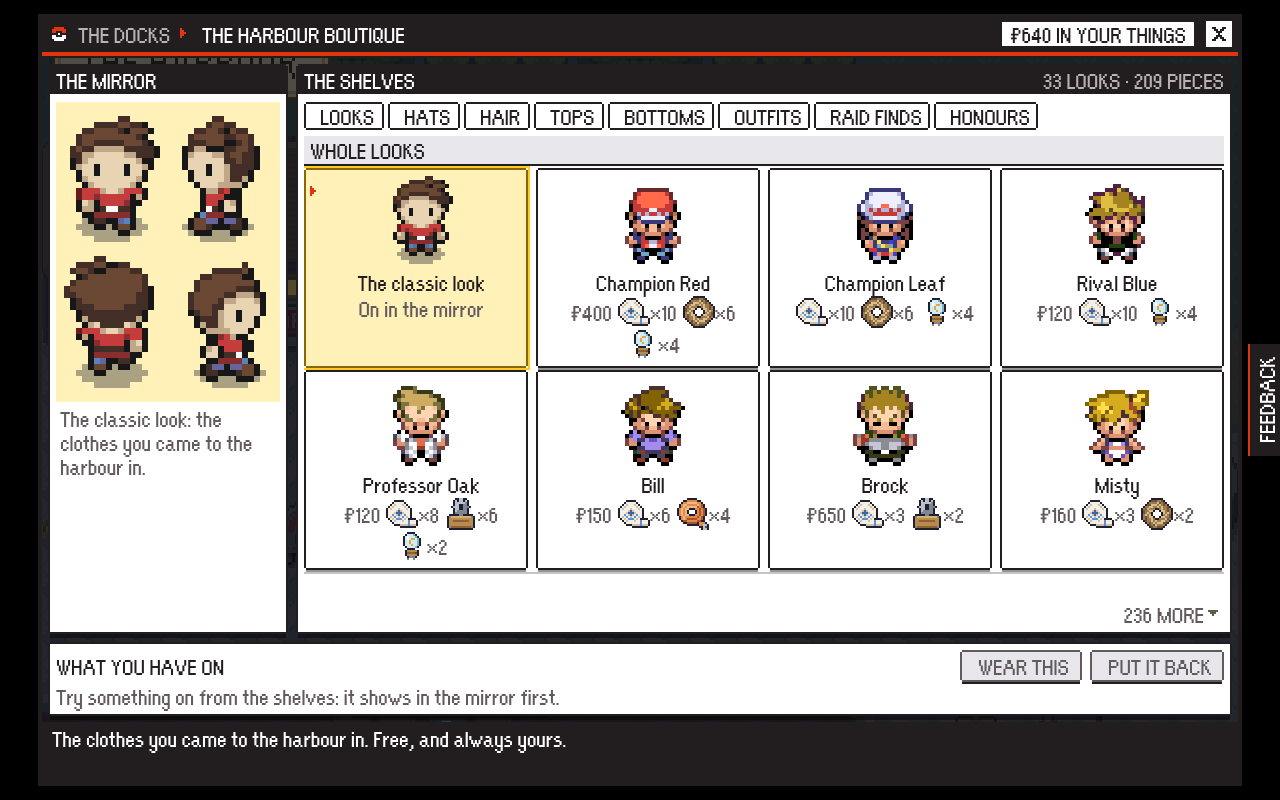 THE DOCKS THE HARBOUR BOUTIQUE
₽640 IN YOUR THINGS X
THE MIRROR
The classic look: the
clothes you came to the
harbour in.
THE SHELVES
33 LOOKS · 209 PIECES
LOOKS HATS HAIR TOPS BOTTOMS OUTFITS RAID FINDS HONOURS
WHOLE LOOKS
The classic look
On in the mirror
Champion Red
₽400 ×10 ×6
×4
Champion Leaf
×10 ×6 ×4
Rival Blue
₽120 ×10 ×4
Professor Oak
₽120 ×8 ×6
×2
Bill
₽150 ×6 ×4
Brock
₽650 ×3 ×2
Misty
₽160 ×3 ×2
236 MORE
FEEDBACK
WHAT YOU HAVE ON
Try something on from the shelves: it shows in the mirror first.
WEAR THIS PUT IT BACK
The clothes you came to the harbour in. Free, and always yours.